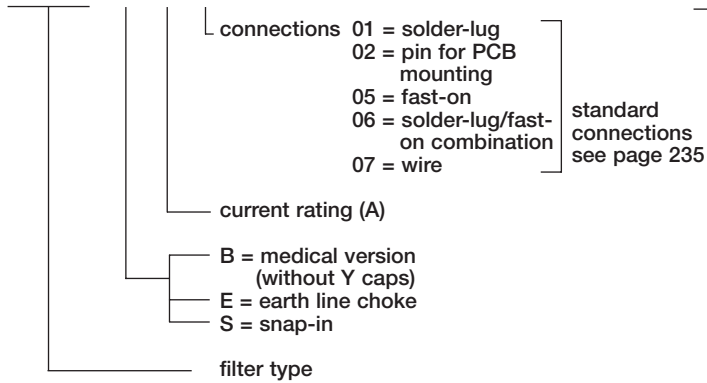 connections 01 = solder-lug
02 = pin for PCB
mounting
05 = fast-on
06 = solder-lug/fast-
on combination
07 = wire
standard
connections
see page 235
current rating (A)
B = medical version
(without Y caps)
E = earth line choke
S = snap-in
filter type